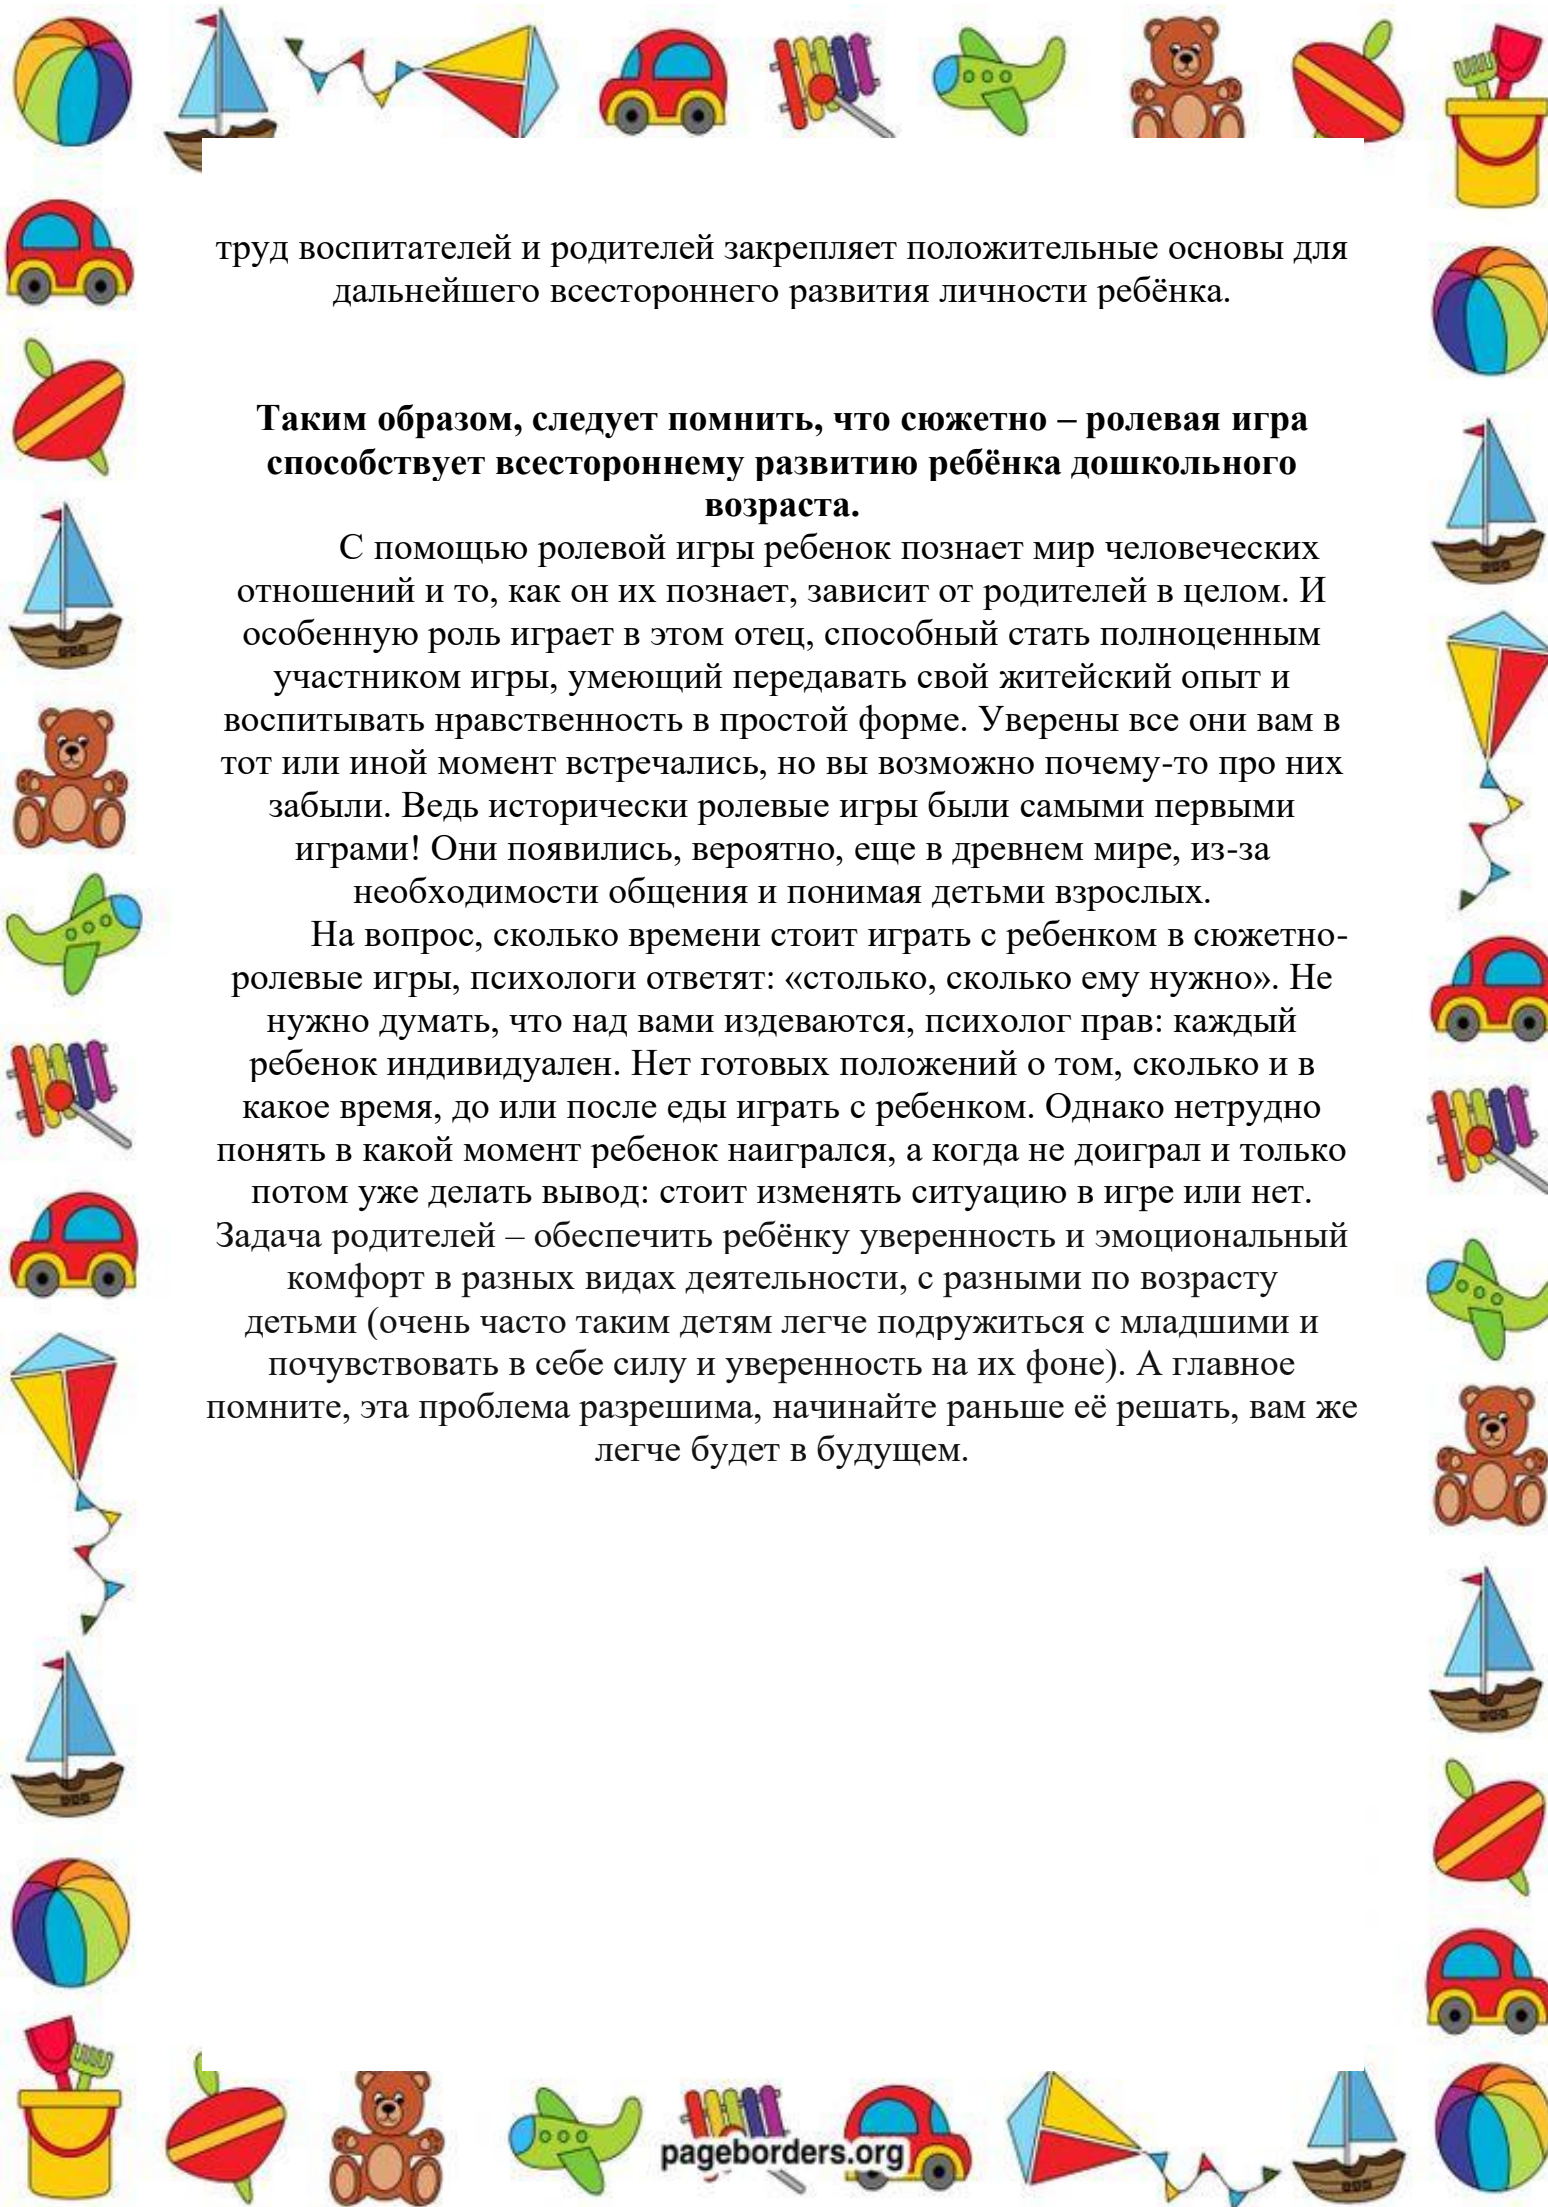 труд воспитателей и родителей закрепляет положительные основы для
дальнейшего всестороннего развития личности ребёнка.
Таким образом, следует помнить, что сюжетно – ролевая игра
способствует всестороннему развитию ребёнка дошкольного
возраста.
С помощью ролевой игры ребенок познает мир человеческих
отношений и то, как он их познает, зависит от родителей в целом. И
особенную роль играет в этом отец, способный стать полноценным
участником игры, умеющий передавать свой житейский опыт и
воспитывать нравственность в простой форме. Уверены все они вам в
тот или иной момент встречались, но вы возможно почему-то про них
забыли. Ведь исторически ролевые игры были самыми первыми
играми! Они появились, вероятно, еще в древнем мире, из-за
необходимости общения и понимая детьми взрослых.
На вопрос, сколько времени стоит играть с ребенком в сюжетно-
ролевые игры, психологи ответят: «столько, сколько ему нужно». Не
нужно думать, что над вами издеваются, психолог прав: каждый
ребенок индивидуален. Нет готовых положений о том, сколько и в
какое время, до или после еды играть с ребенком. Однако нетрудно
понять в какой момент ребенок наигрался, а когда не доиграл и только
потом уже делать вывод: стоит изменять ситуацию в игре или нет.
Задача родителей – обеспечить ребёнку уверенность и эмоциональный
комфорт в разных видах деятельности, с разными по возрасту
детьми (очень часто таким детям легче подружиться с младшими и
почувствовать в себе силу и уверенность на их фоне). А главное
помните, эта проблема разрешима, начинайте раньше её решать, вам же
легче будет в будущем.
pageborders.org